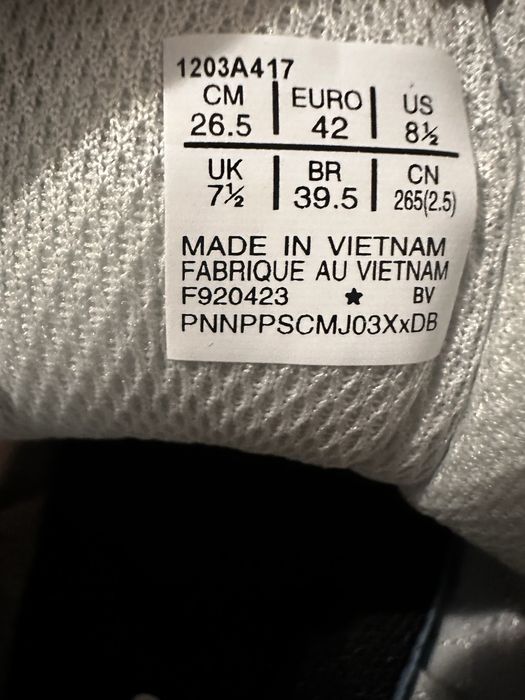 1203A417
CM | EURO | US
26.5 | 42 | 8½
UK | BR | CN
7½ | 39.5 | 265(2.5)
MADE IN VIETNAM
FABRIQUE AU VIETNAM
F920423 ★ BV
PNNPPSCMJ03XxDB